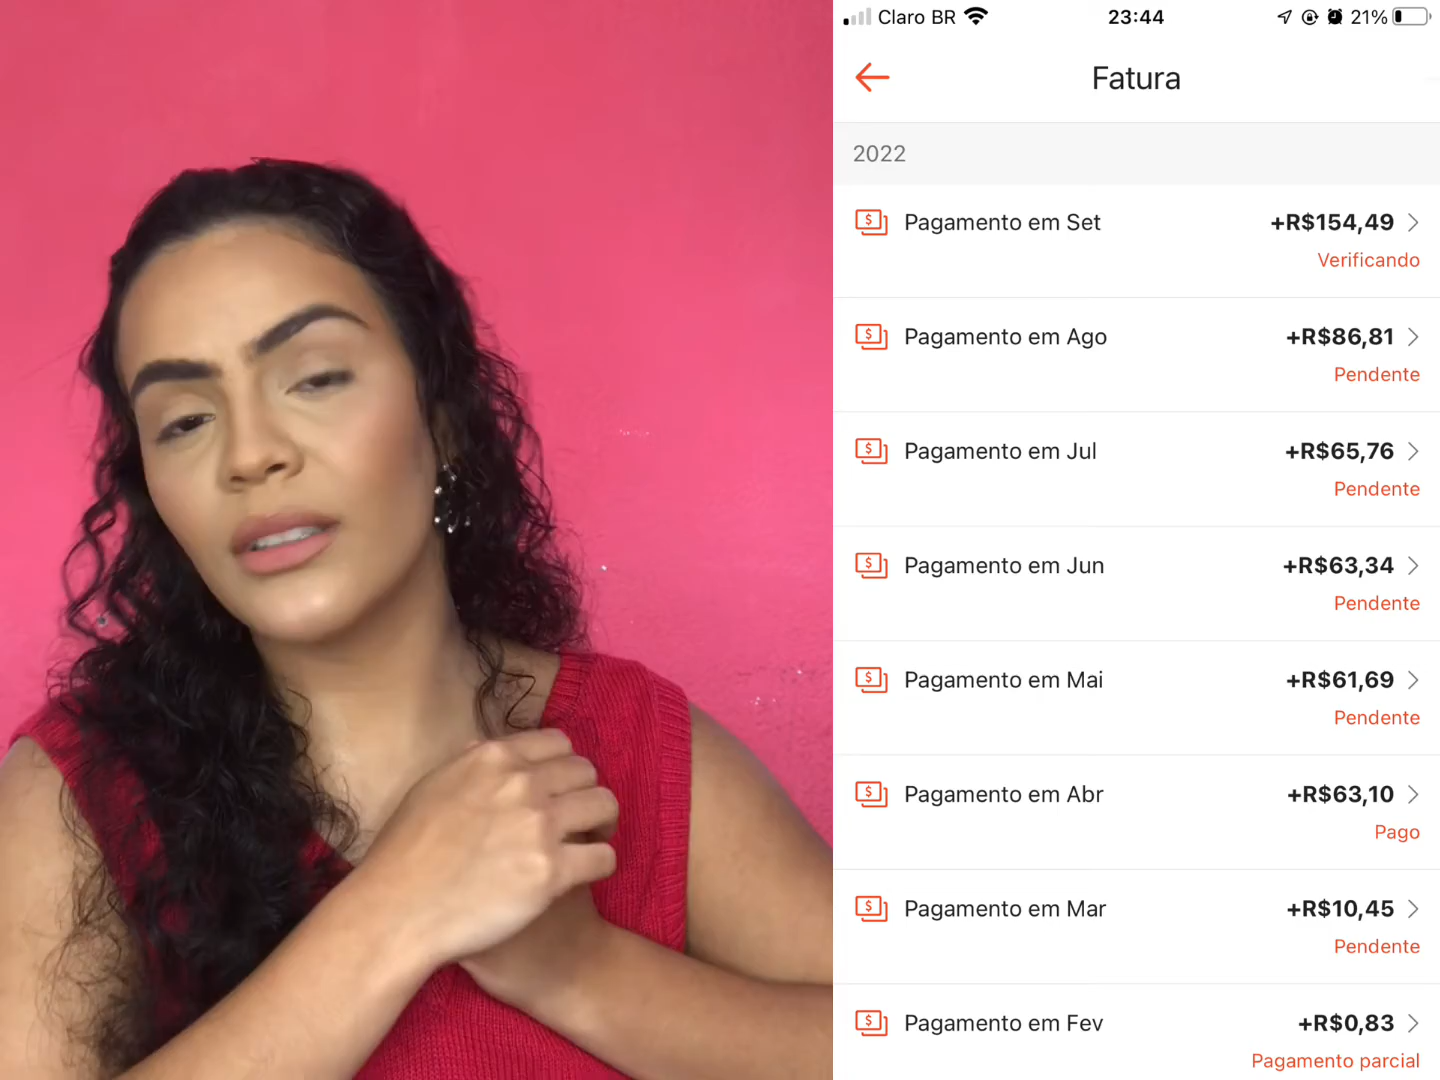 Claro BR 23:44 21%
Fatura
2022
Pagamento em Set +R$154,49
Verificando
Pagamento em Ago +R$86,81
Pendente
Pagamento em Jul +R$65,76
Pendente
Pagamento em Jun +R$63,34
Pendente
Pagamento em Mai +R$61,69
Pendente
Pagamento em Abr +R$63,10
Pago
Pagamento em Mar +R$10,45
Pendente
Pagamento em Fev +R$0,83
Pagamento parcial